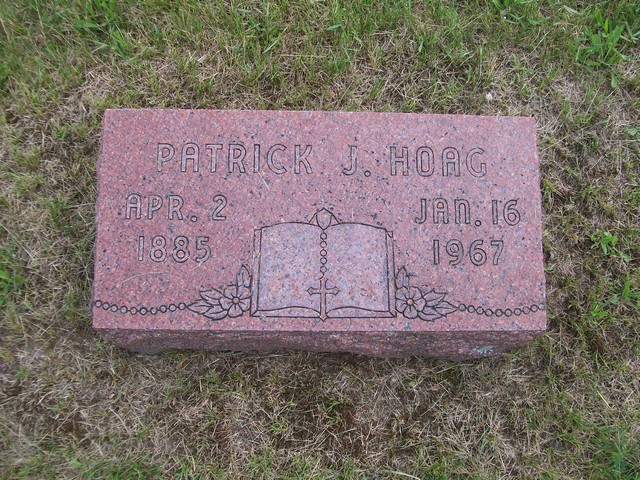 PATRICK J. HOAG
APR. 2 JAN. 16
1885 1967